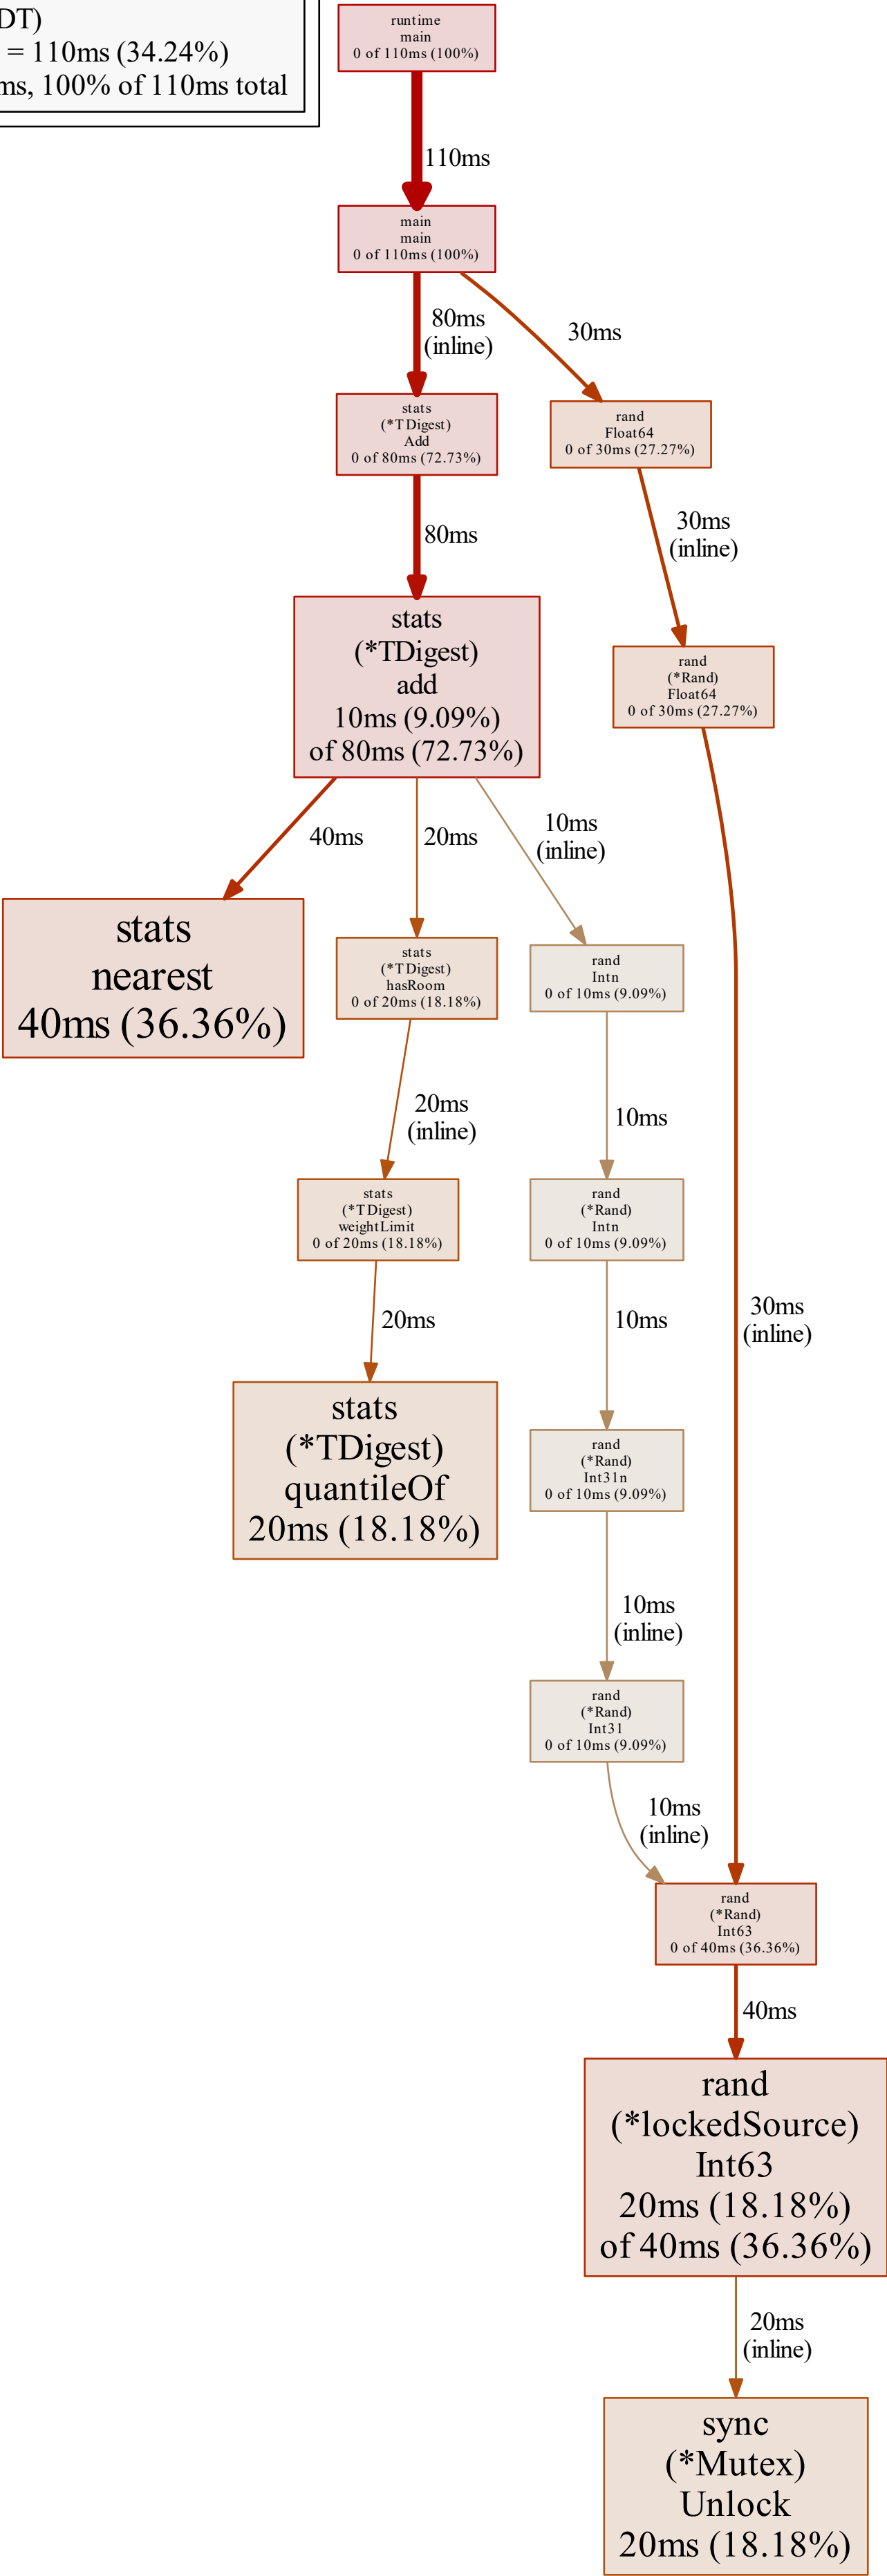 DT)
= 110ms (34.24%)
ms, 100% of 110ms total
runtime
main
0 of 110ms (100%)
110ms
main
main
0 of 110ms (100%)
80ms
(inline)
30ms
stats
(*TDigest)
Add
0 of 80ms (72.73%)
rand
Float64
0 of 30ms (27.27%)
80ms
30ms
(inline)
stats
(*TDigest)
add
10ms (9.09%)
of 80ms (72.73%)
rand
(*Rand)
Float64
0 of 30ms (27.27%)
40ms
20ms
10ms
(inline)
stats
nearest
40ms (36.36%)
stats
(*TDigest)
hasRoom
0 of 20ms (18.18%)
rand
Intn
0 of 10ms (9.09%)
20ms
(inline)
10ms
stats
(*TDigest)
weightLimit
0 of 20ms (18.18%)
rand
(*Rand)
Intn
0 of 10ms (9.09%)
20ms
10ms
30ms
(inline)
stats
(*TDigest)
quantileOf
20ms (18.18%)
rand
(*Rand)
Int31n
0 of 10ms (9.09%)
10ms
(inline)
rand
(*Rand)
Int31
0 of 10ms (9.09%)
10ms
(inline)
rand
(*Rand)
Int63
0 of 40ms (36.36%)
40ms
rand
(*lockedSource)
Int63
20ms (18.18%)
of 40ms (36.36%)
20ms
(inline)
sync
(*Mutex)
Unlock
20ms (18.18%)